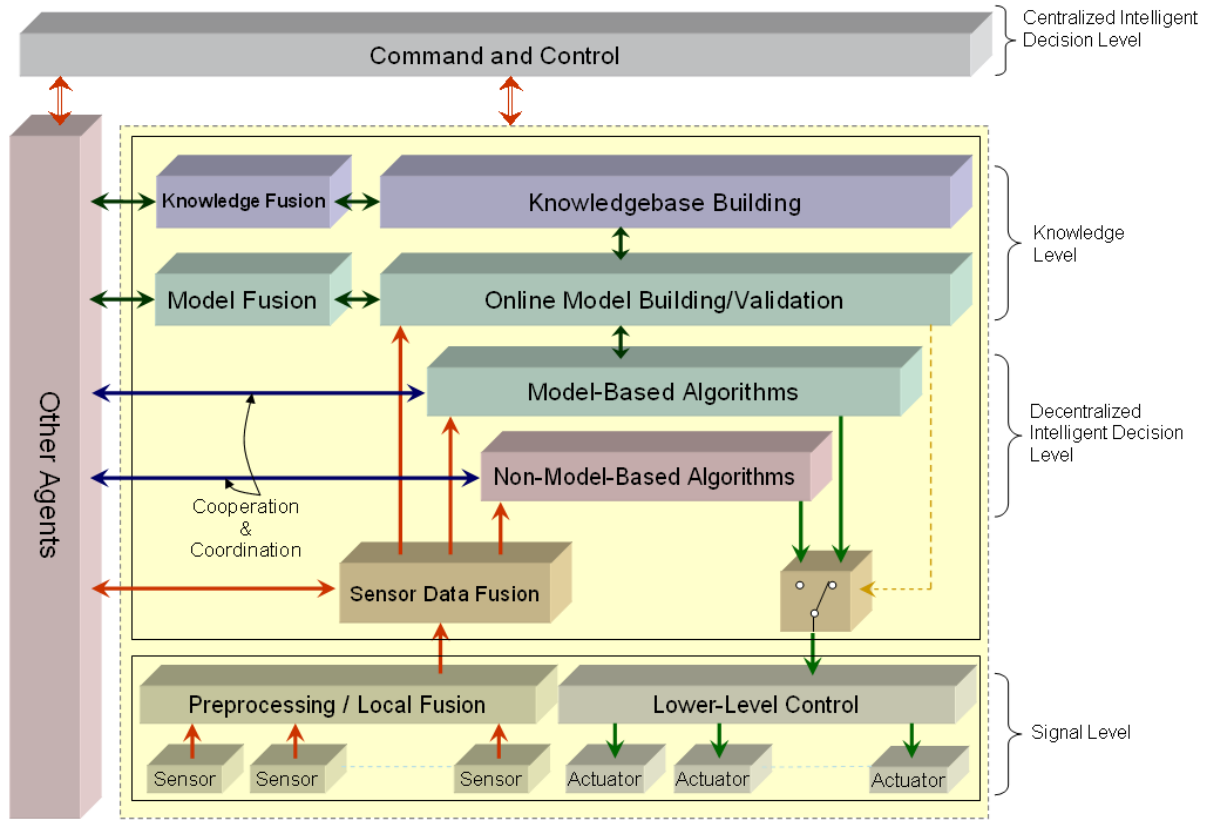 Centralized Intelligent
Decision Level
Command and Control
Other Agents
Knowledge Fusion
Knowledgebase Building
Knowledge
Level
Model Fusion
Online Model Building/Validation
Model-Based Algorithms
Decentralized
Intelligent Decision
Level
Non-Model-Based Algorithms
Cooperation
&
Coordination
Sensor Data Fusion
Preprocessing / Local Fusion
Lower-Level Control
Signal Level
Sensor
Sensor
Sensor
Actuator
Actuator
Actuator